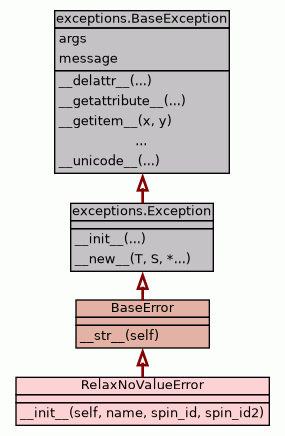 exceptions.BaseException
args
message
__delattr__(...)
__getattribute__(...)
__getitem__(x, y)
...
__unicode__(...)
exceptions.Exception
__init__(...)
__new__(T, S, *...)
BaseError
__str__(self)
RelaxNoValueError
__init__(self, name, spin_id, spin_id2)